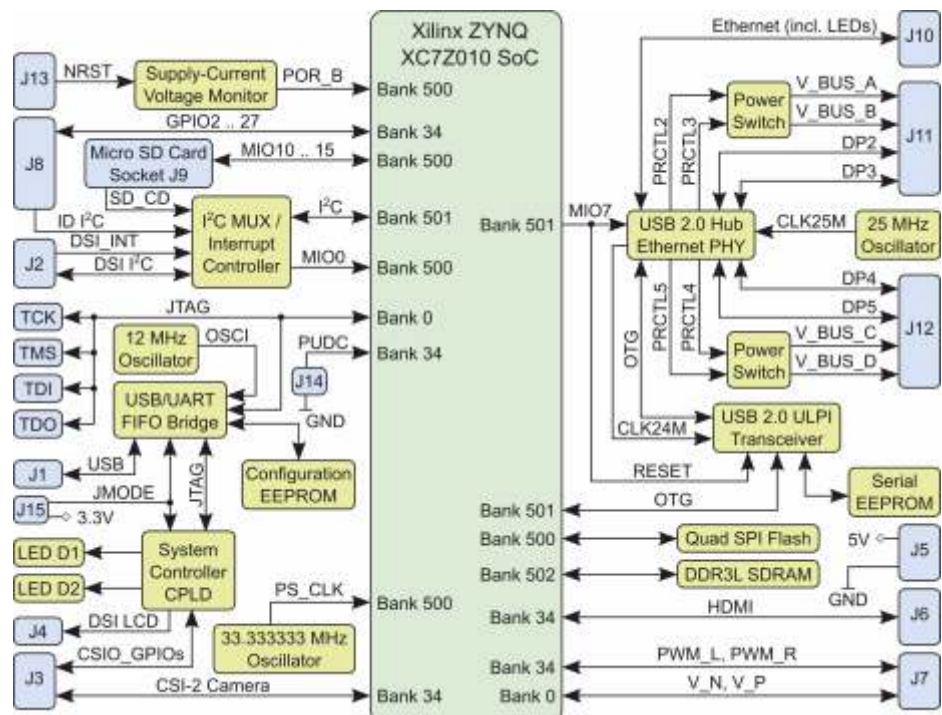 Xilinx ZYNQ
XC7Z010 SoC
J13
NRST
Supply-Current
Voltage Monitor
POR_B
Bank 500
J8
GPIO2 .. 27
Bank 34
Micro SD Card
Socket J9
MIO10 .. 15
Bank 500
SD_CD
ID I²C
I²C MUX /
Interrupt
Controller
I²C
Bank 501
J2
DSI_INT
DSI I²C
MIO0
Bank 500
TCK
TMS
TDI
TDO
JTAG
Bank 0
12 MHz
Oscillator
OSCI
PUDC
Bank 34
J14
GND
USB/UART
FIFO Bridge
J1
USB
J15
JMODE
3.3V
JTAG
Configuration
EEPROM
LED D1
LED D2
System
Controller
CPLD
PS_CLK
Bank 500
33.333333 MHz
Oscillator
J4
DSI LCD
J3
CSIO_GPIOs
CSI-2 Camera
Bank 34
Ethernet (incl. LEDs)
J10
Power
Switch
V_BUS_A
V_BUS_B
J11
PRCTL2
PRCTL3
DP2
DP3
Bank 501
MIO7
USB 2.0 Hub
Ethernet PHY
CLK25M
25 MHz
Oscillator
DP4
DP5
J12
OTG
PRCTL5
PRCTL4
Power
Switch
V_BUS_C
V_BUS_D
CLK24M
USB 2.0 ULPI
Transceiver
RESET
Serial
EEPROM
Bank 501
OTG
Bank 500
Quad SPI Flash
5V
J5
GND
Bank 502
DDR3L SDRAM
Bank 34
HDMI
J6
Bank 34
PWM_L, PWM_R
J7
Bank 0
V_N, V_P